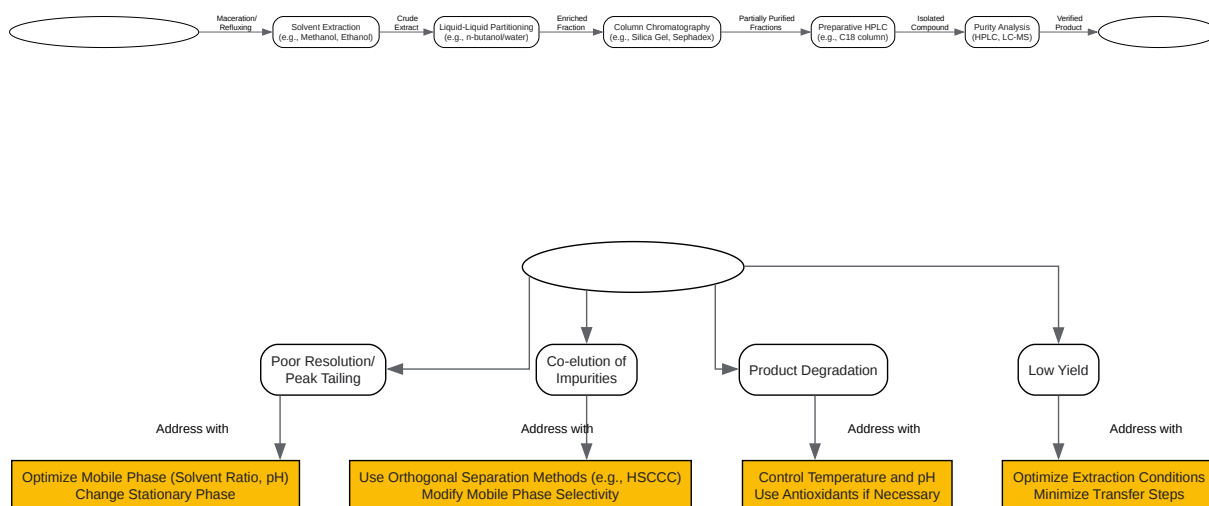 Maceration/
Refluxing
Solvent Extraction
(e.g., Methanol, Ethanol)
Crude
Extract
Liquid-Liquid Partitioning
(e.g., n-butanol/water)
Enriched
Fraction
Column Chromatography
(e.g., Silica Gel, Sephadex)
Partially Purified
Fractions
Preparative HPLC
(e.g., C18 column)
Isolated
Compound
Purity Analysis
(HPLC, LC-MS)
Verified
Product
Poor Resolution/
Peak Tailing
Co-elution of
Impurities
Product Degradation
Low Yield
Address with
Address with
Address with
Address with
Optimize Mobile Phase (Solvent Ratio, pH)
Change Stationary Phase
Use Orthogonal Separation Methods (e.g., HSCCC)
Modify Mobile Phase Selectivity
Control Temperature and pH
Use Antioxidants if Necessary
Optimize Extraction Conditions
Minimize Transfer Steps